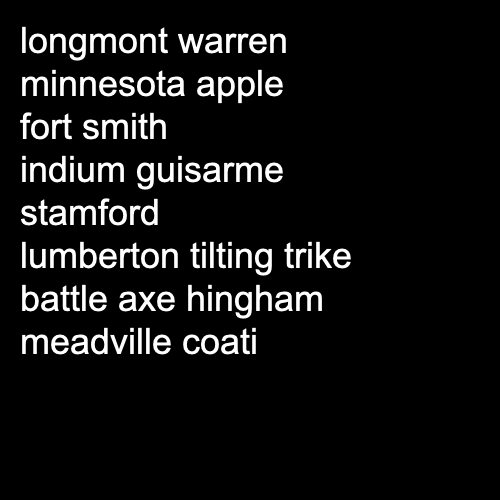 longmont warren
minnesota apple
fort smith
indium guisarme
stamford
lumberton tilting trike
battle axe hingham
meadville coati